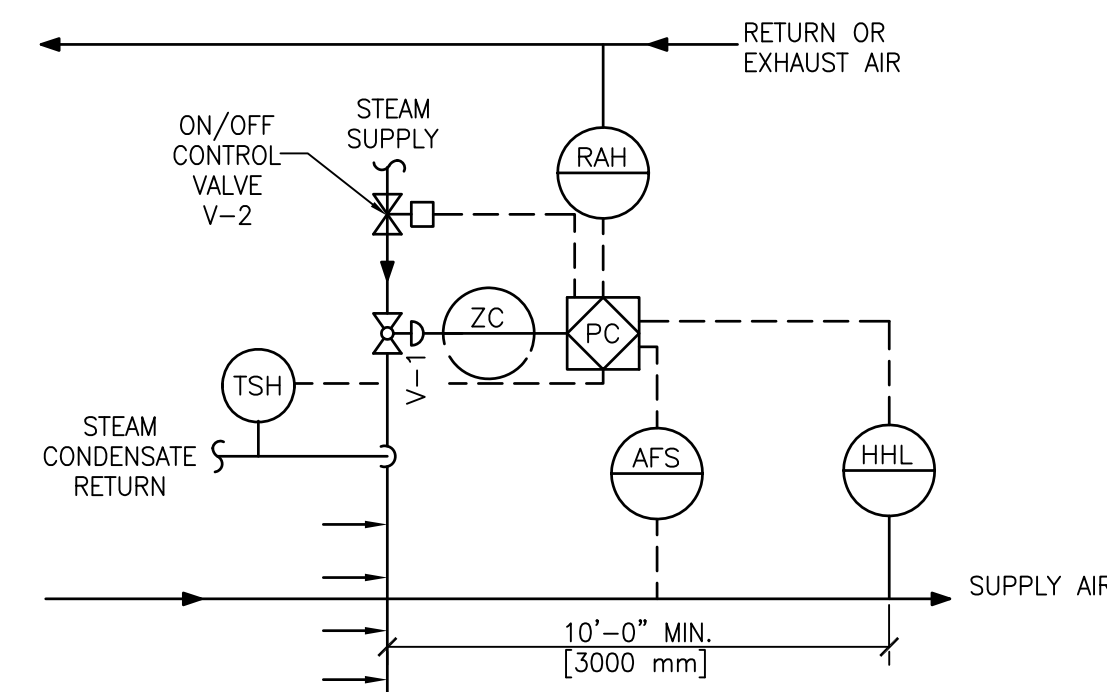 RETURN OR
EXHAUST AIR
STEAM
SUPPLY
ON/OFF
CONTROL
VALVE
V-2
RAH
ZC
PC
V-1
TSH
STEAM
CONDENSATE
RETURN
AFS
HHL
SUPPLY AIR
10'-0" MIN.
[3000 mm]